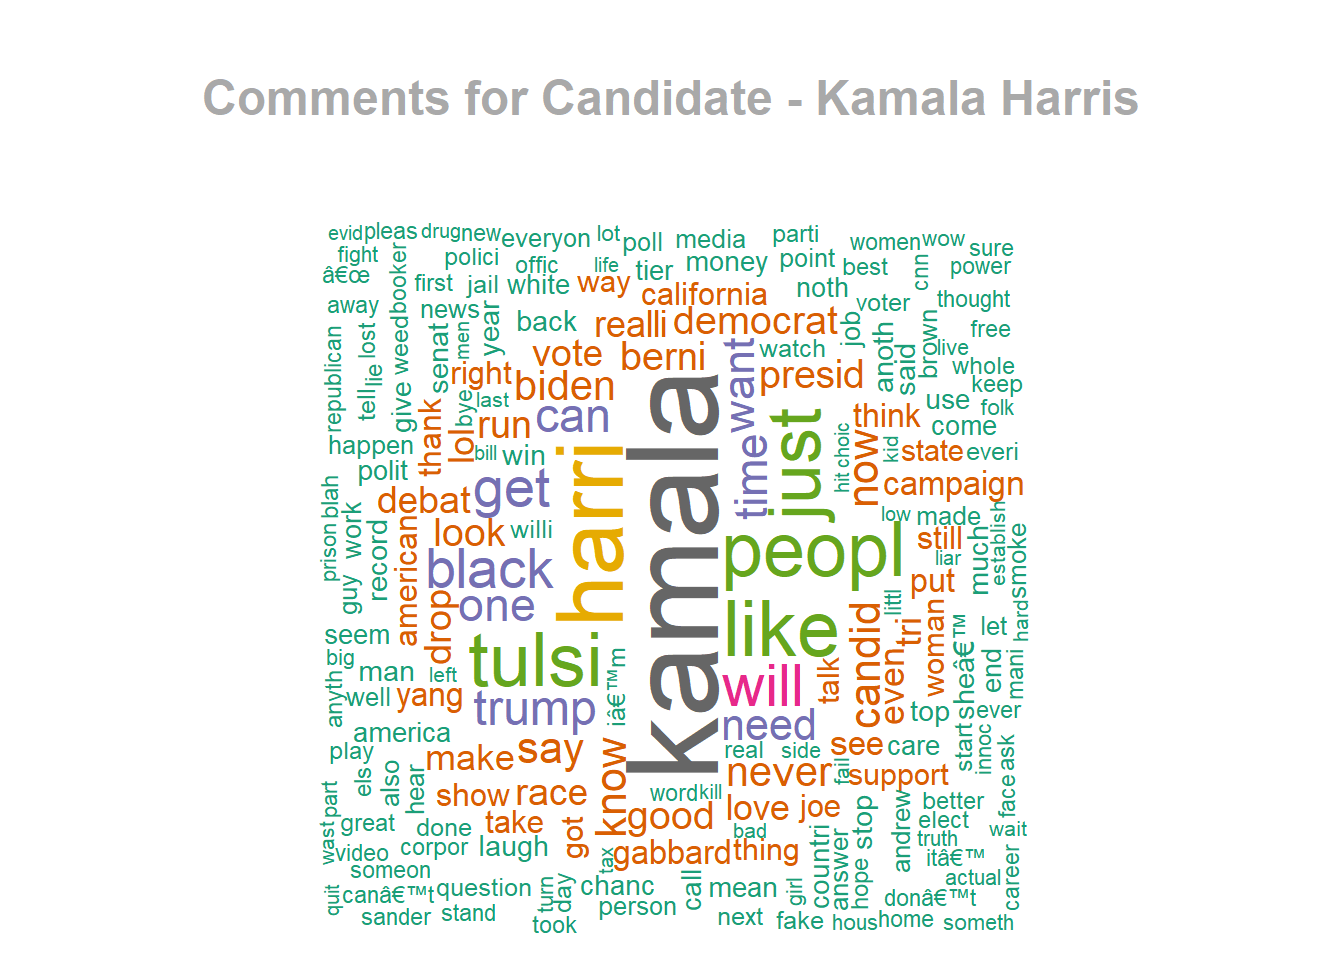 Comments for Candidate - Kamala Harris
evid pleas drug new everyon lot poll media parti women wow sure
fight polici offic life tier money point best cnn power
“ first jail white way california noth voter thought
away booker weed news year back realli democrat job anoth said brown free
republican lost lie senat men vote berni want watch live whole
tell give right biden presid keep
bye last can time just think use folk
thank lol run now come
happen bill win hit choic kid state everi
polit debat get harri kamala campaign
prison blah work record american look willi peopl low made still much establish smoke
guy black liar put
drop one like candid littl tri woman hard
seem let
big man left tulsi i’m will talk even she’ end mani
anyth well yang trump need top ever
america real side see care start innoc ask
play els also hear make say know never fail support
part show race wordkill love joe face
great done take got good stop andrew better elect wait
wast video corpor laugh tax gabbard bad thing countri answer truth it’
someon chanc call mean girl hope actual career
quit can’t question turn day person don’t
sander stand took next fake hous home someth